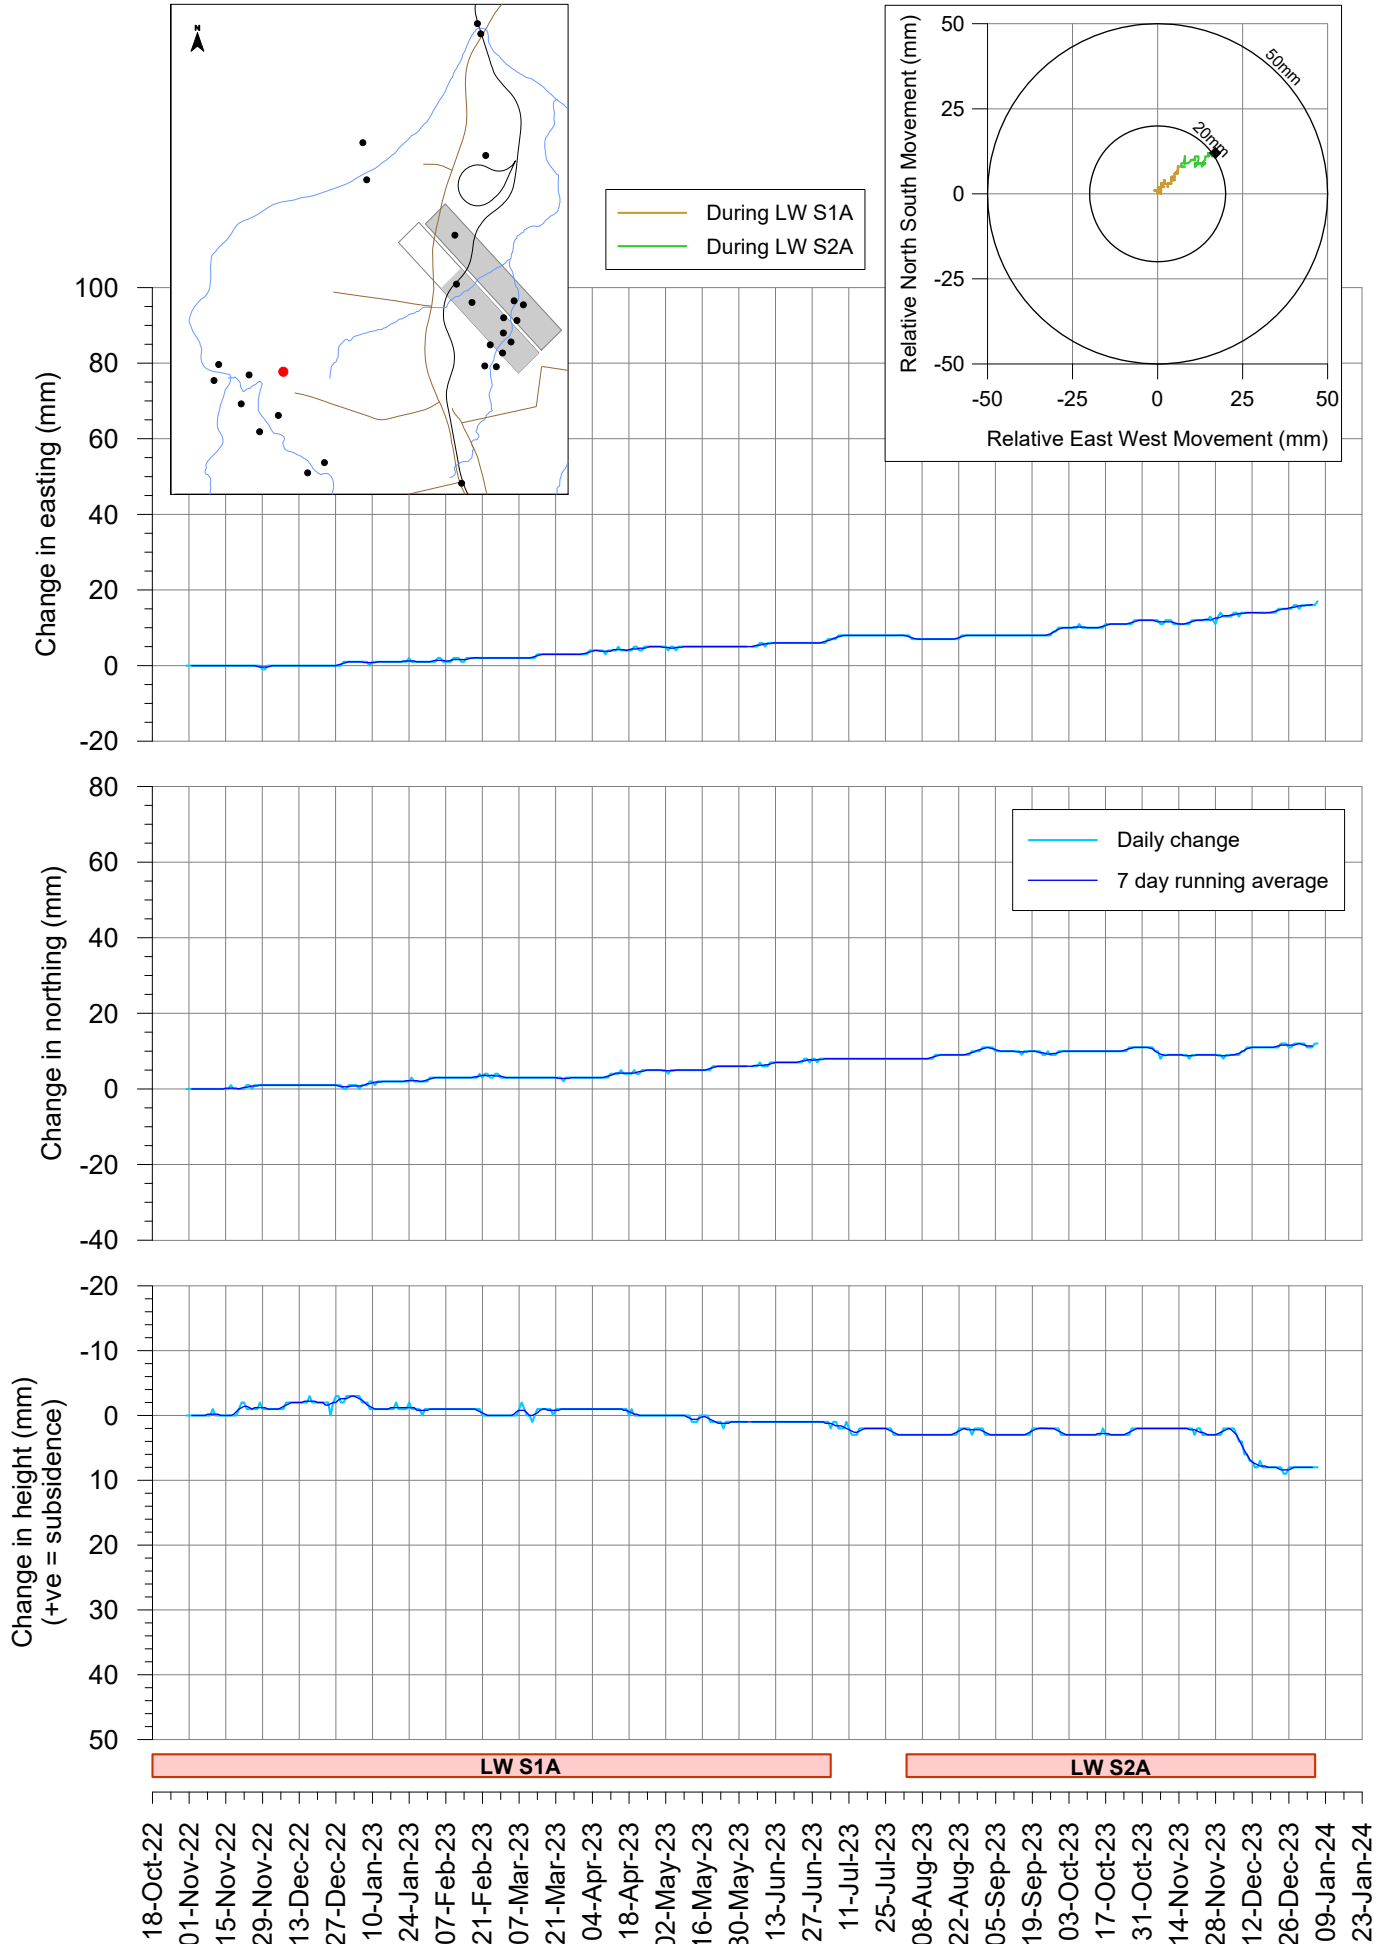 N
During LW S1A
During LW S2A
Relative North South Movement (mm)
50
25
0
-25
-50
50mm
20mm
-50
-25
0
25
50
Relative East West Movement (mm)
Change in easting (mm)
100
80
60
40
20
0
-20
Change in northing (mm)
80
60
40
20
0
-20
-40
Daily change
7 day running average
Change in height (mm)
(+ve = subsidence)
-20
-10
0
10
20
30
40
50
LW S1A
LW S2A
18-Oct-22
01-Nov-22
15-Nov-22
29-Nov-22
13-Dec-22
27-Dec-22
10-Jan-23
24-Jan-23
07-Feb-23
21-Feb-23
07-Mar-23
21-Mar-23
04-Apr-23
18-Apr-23
02-May-23
16-May-23
30-May-23
13-Jun-23
27-Jun-23
11-Jul-23
25-Jul-23
08-Aug-23
22-Aug-23
05-Sep-23
19-Sep-23
03-Oct-23
17-Oct-23
31-Oct-23
14-Nov-23
28-Nov-23
12-Dec-23
26-Dec-23
09-Jan-24
23-Jan-24